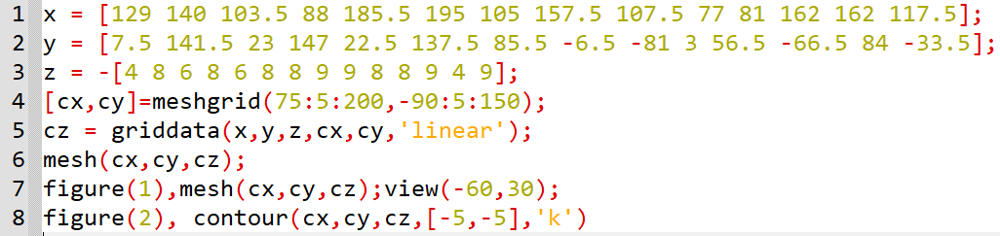 1 x = [129 140 103.5 88 185.5 195 105 157.5 107.5 77 81 162 162 117.5];
2 y = [7.5 141.5 23 147 22.5 137.5 85.5 -6.5 -81 3 56.5 -66.5 84 -33.5];
3 z = -[4 8 6 8 6 8 8 9 9 8 8 9 4 9];
4 [cx,cy]=meshgrid(75:5:200,-90:5:150);
5 cz = griddata(x,y,z,cx,cy,'linear');
6 mesh(cx,cy,cz);
7 figure(1),mesh(cx,cy,cz);view(-60,30);
8 figure(2), contour(cx,cy,cz,[-5,-5],'k')